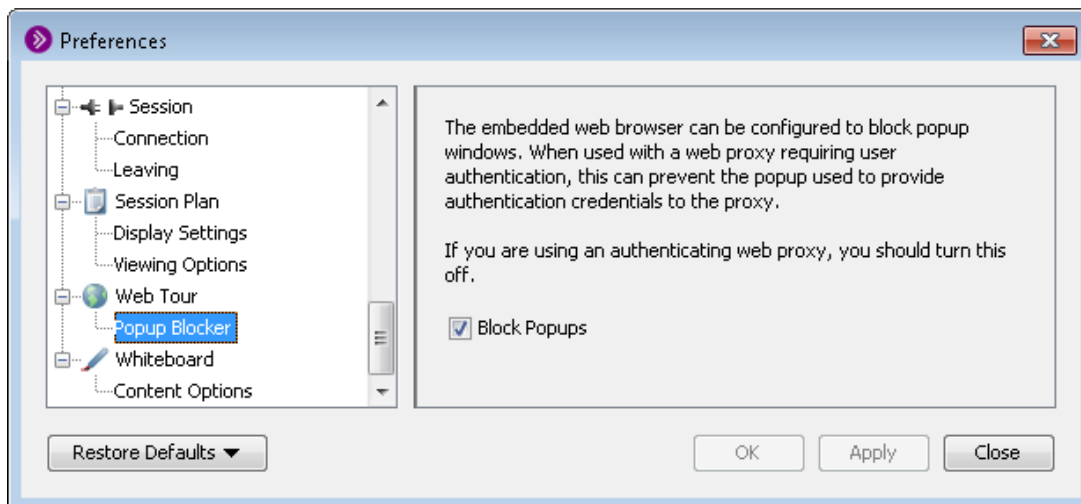 Preferences
Session
Connection
Leaving
Session Plan
Display Settings
Viewing Options
Web Tour
Popup Blocker
Whiteboard
Content Options
The embedded web browser can be configured to block popup
windows. When used with a web proxy requiring user
authentication, this can prevent the popup used to provide
authentication credentials to the proxy.
If you are using an authenticating web proxy, you should turn this
off.
Block Popups
Restore Defaults
OK
Apply
Close